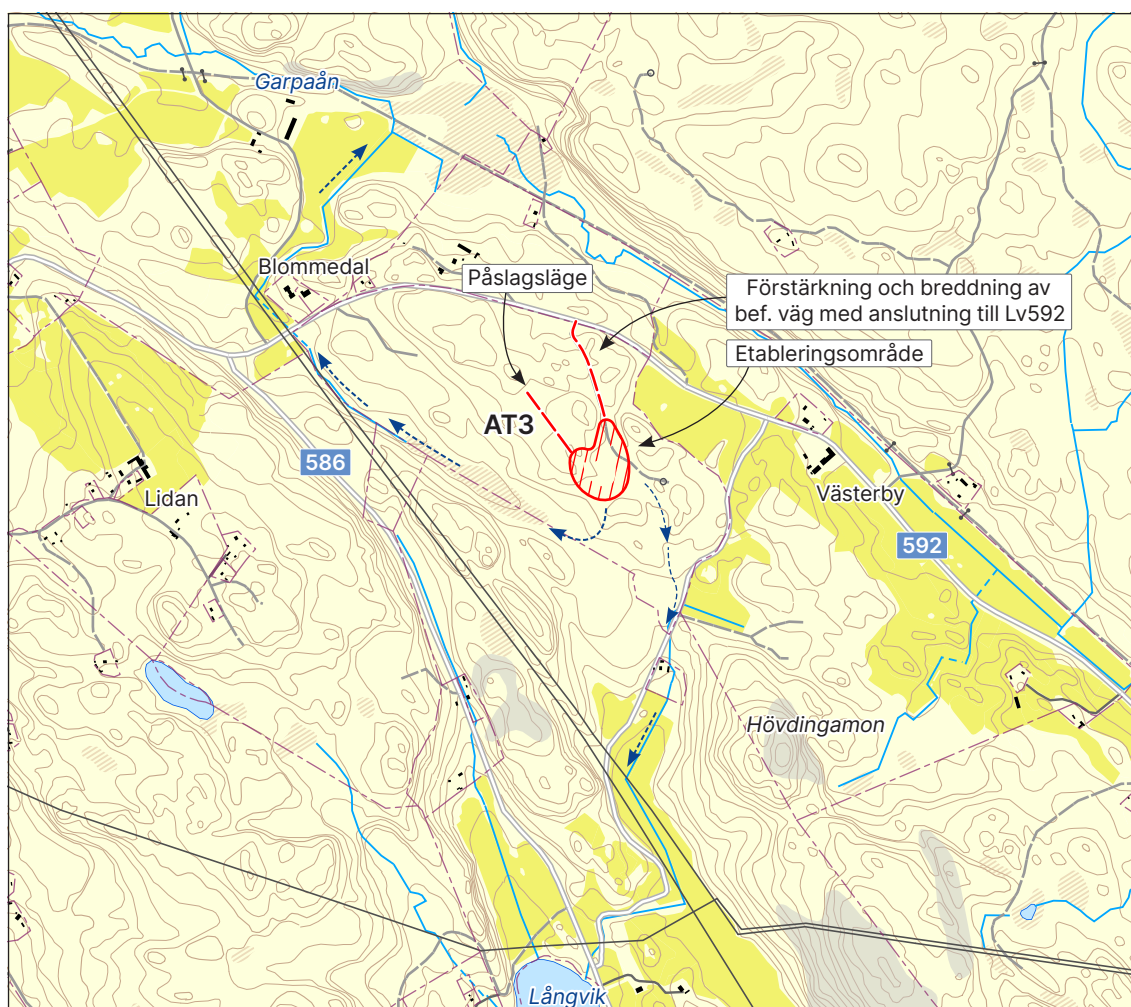 Garpaån
Blommedal
Påslagsläge
Förstärkning och breddning av
bef. väg med anslutning till Lv592
Etableringsområde
AT3
586
Lidan
Västerby
592
Hövdingamon
Långvik